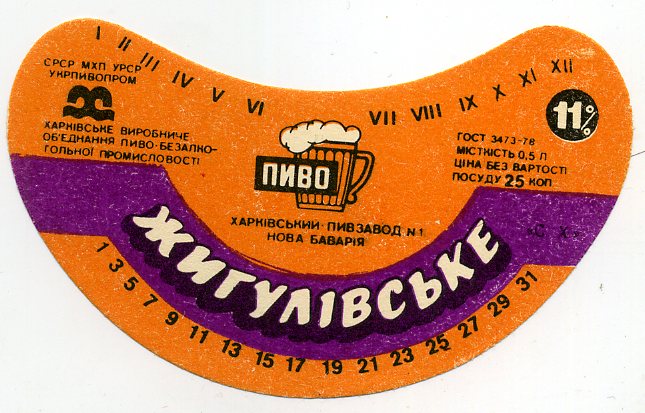 I II III IV V VI VII VIII IX X XI XII
СРСР МХП УРСР
УКРПИВОПРОМ
ХАРКІВСЬКЕ ВИРОБНИЧЕ
ОБ'ЄДНАННЯ ПИВО-БЕЗАЛКО-
ГОЛЬНОЇ ПРОМИСЛОВОСТІ
11%
ГОСТ 3473-78
МІСТКІСТЬ 0,5 Л
ЦІНА БЕЗ ВАРТОСТІ
ПОСУДУ 25 КОП.
ПИВО
ХАРКІВСЬКИЙ ПИВЗАВОД №1
НОВА БАВАРІЯ
«С Х»
ЖИГУЛІВСЬКЕ
1 3 5 7 9 11 13 15 17 19 21 23 25 27 29 31